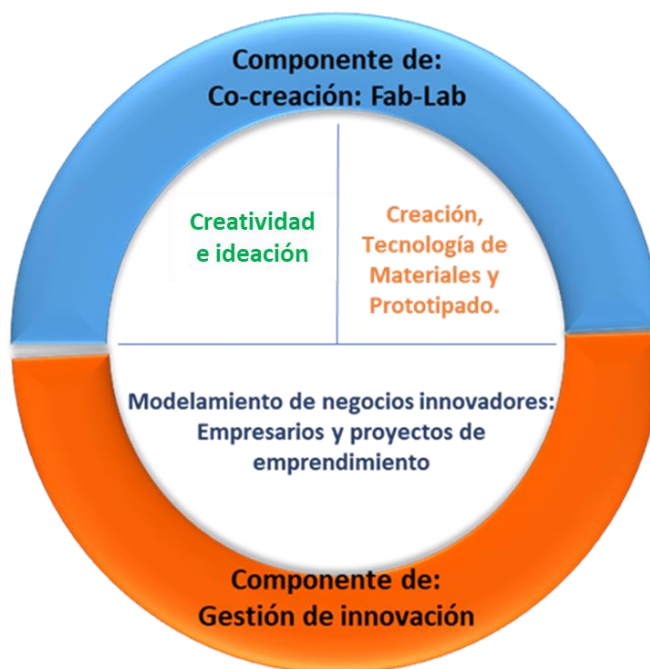 Componente de:
Co-creación: Fab-Lab
Creatividad
e ideación
Creación,
Tecnología de
Materiales y
Prototipado.
Modelamiento de negocios innovadores:
Empresarios y proyectos de
emprendimiento
Componente de:
Gestión de innovación